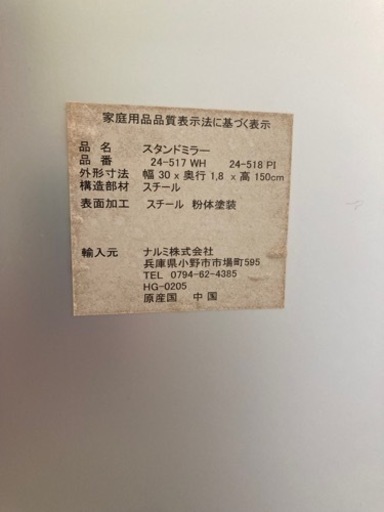 家庭用品品質表示法に基づく表示
品 名 スタンドミラー
品 番 24-517 WH 24-518 PI
外形寸法 幅 30 x 奥行 1,8 x 高 150cm
構造部材 スチール
表面加工 スチール 粉体塗装
輸入元 ナルミ株式会社
兵庫県小野市市場町595
TEL 0794-62-4385
HG-0205
原産国 中国